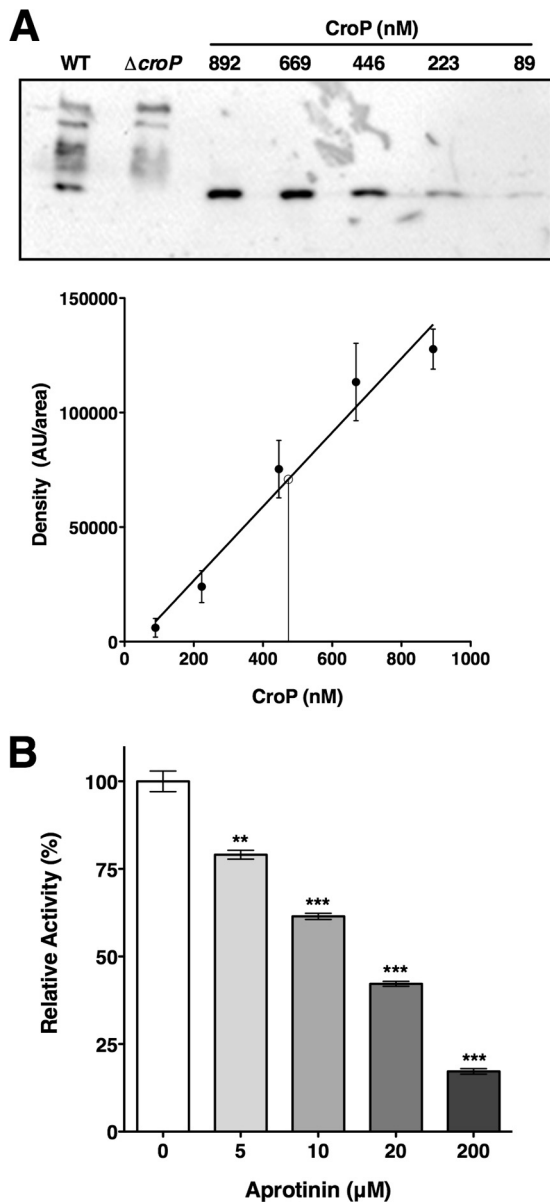 A
CroP (nM)
WT ΔcroP 892 669 446 223 89
150000
100000
50000
0
Density (AU/area)
0 200 400 600 800 1000
CroP (nM)
B
100
75
50
25
0
Relative Activity (%)
**
***
***
***
0 5 10 20 200
Aprotinin (μM)